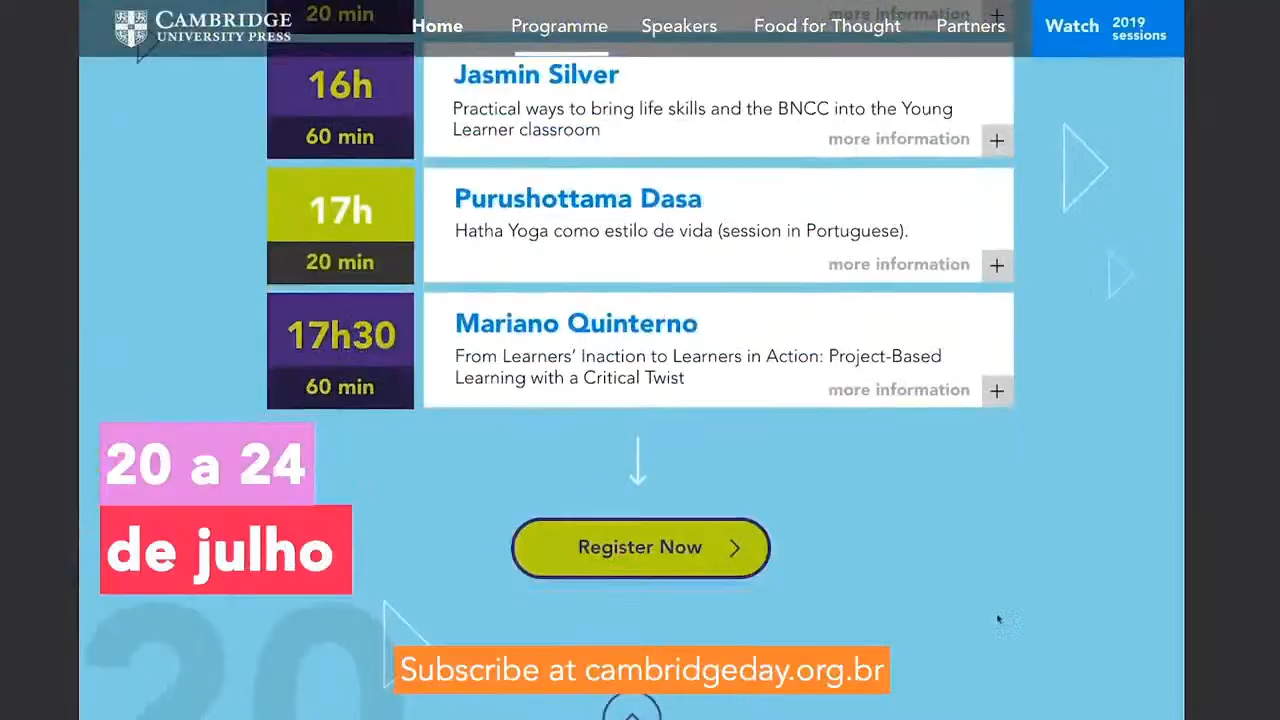 CAMBRIDGE
UNIVERSITY PRESS
Home
Programme
Speakers
Food for Thought
Partners
Watch
2019
sessions
20 min
more information
+
16h
60 min
Jasmin Silver
Practical ways to bring life skills and the BNCC into the Young
Learner classroom
more information
+
17h
20 min
Purushottama Dasa
Hatha Yoga como estilo de vida (session in Portuguese).
more information
+
17h30
60 min
Mariano Quinterno
From Learners' Inaction to Learners in Action: Project-Based
Learning with a Critical Twist
more information
+
20 a 24
de julho
Register Now
20
Subscribe at cambridgeday.org.br